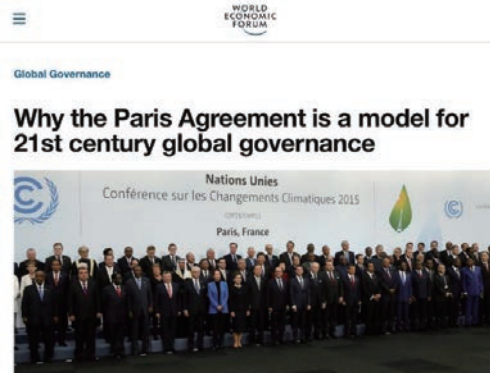 WORLD
ECONOMIC
FORUM
Global Governance
Why the Paris Agreement is a model for
21st century global governance
Nations Unies
Conférence sur les Changements Climatiques 2015
Paris, France